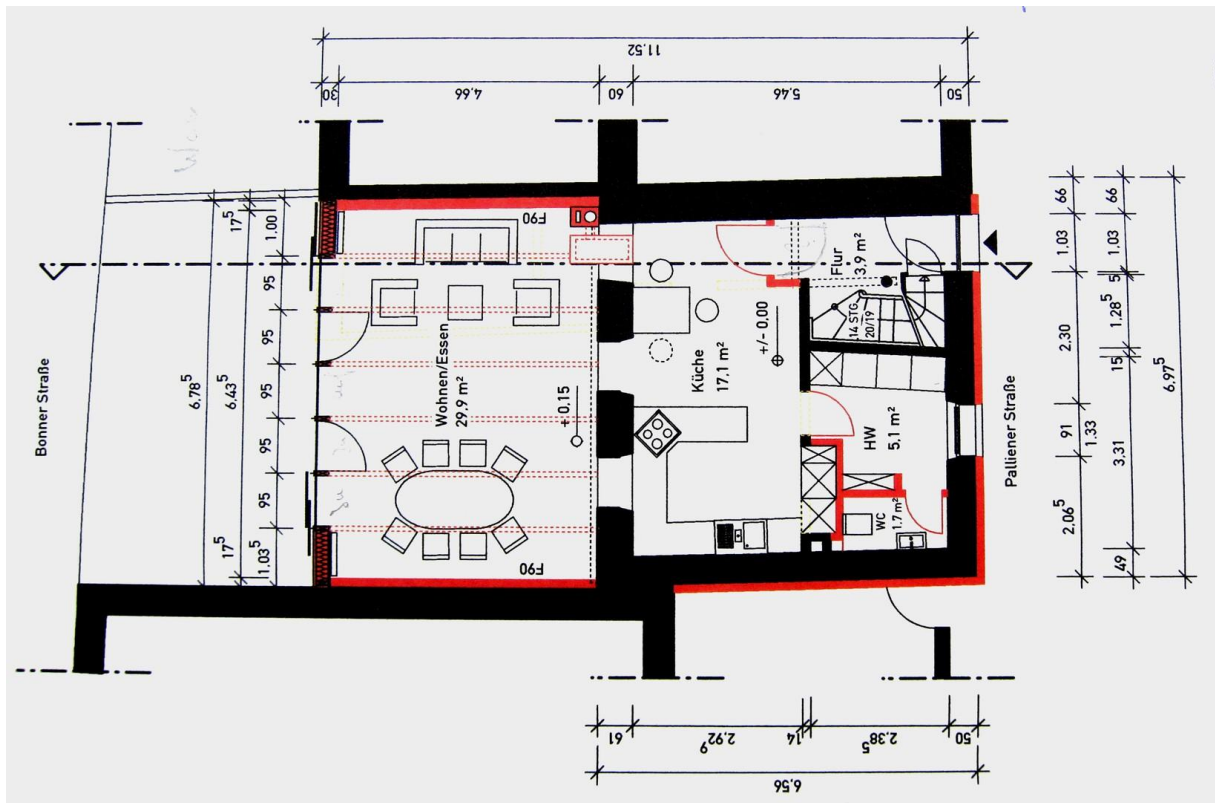 11.52
30
4,66
60
5,46
50
Bonner Straße
6,78⁵
6,43⁵
17⁵
1,00
95
95
95
95
95
17⁵
1,03⁵
F90
Wohnen/Essen
29,9 m²
+0,15
F90
Küche
17,1 m²
+/- 0,00
Flur
3,9 m²
14 STG
20/19
HW
5,1 m²
WC
1.7 m²
Palliener Straße
66
1,03
2,30
91
1.33
2,06⁵
66
1,03
5
1.28⁵
15
3,31
49
6,97⁵
61
2,92⁹
14
2,38⁵
50
6.56